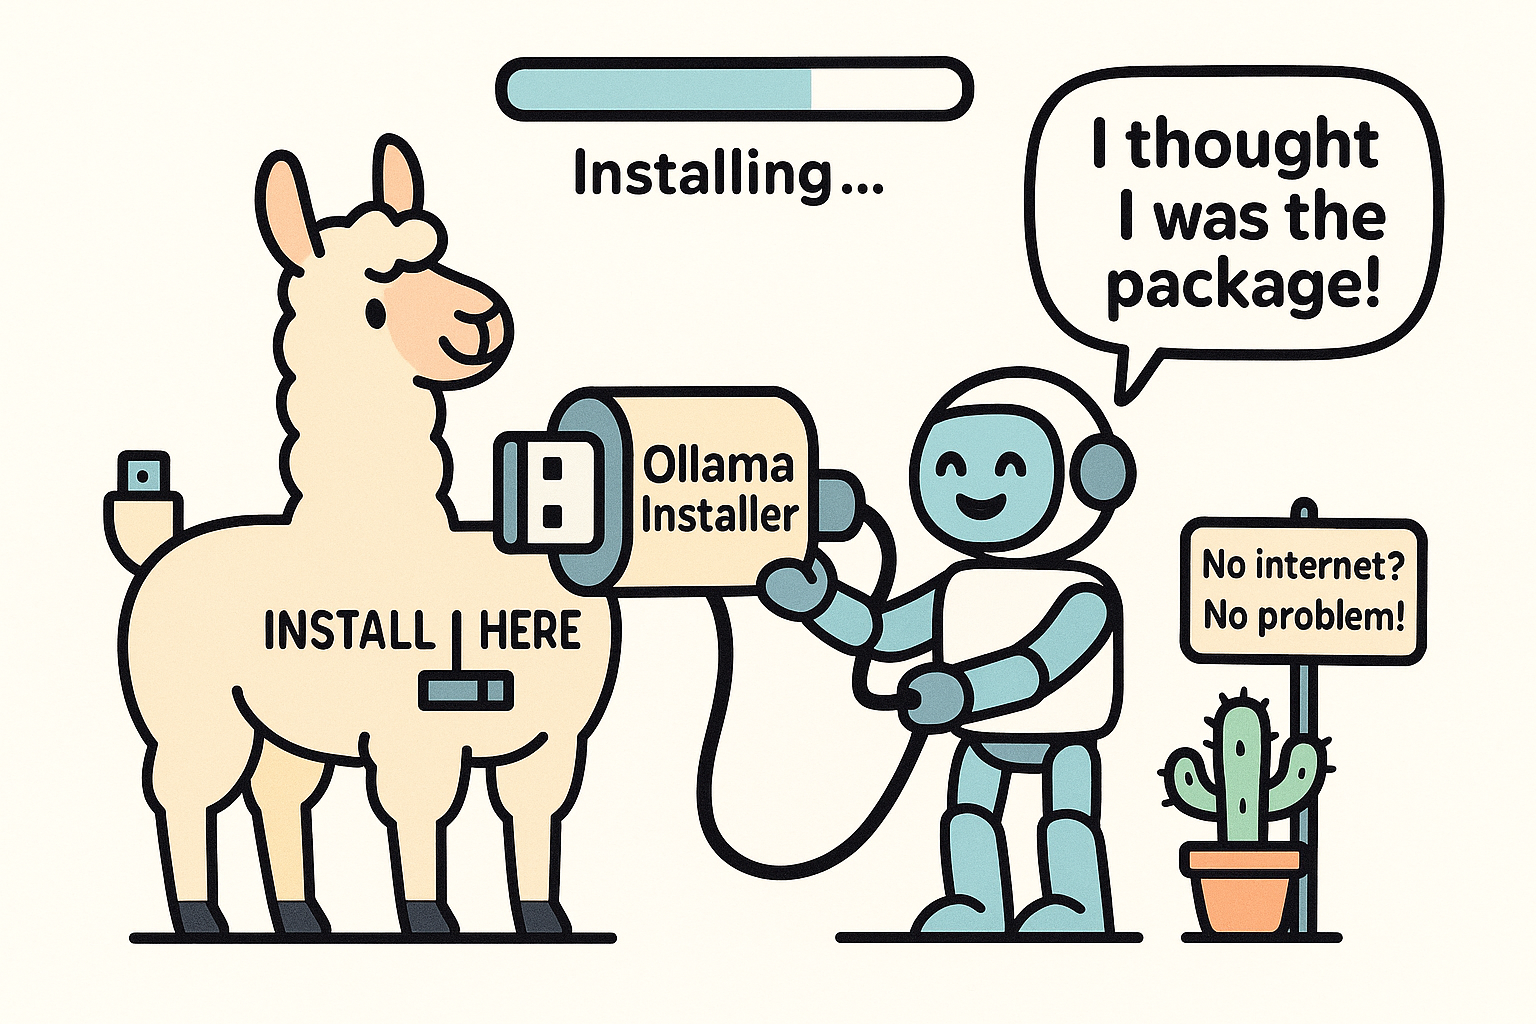 Installing...
I thought
I was the
package!
Ollama
Installer
No internet?
No problem!
INSTALL HERE